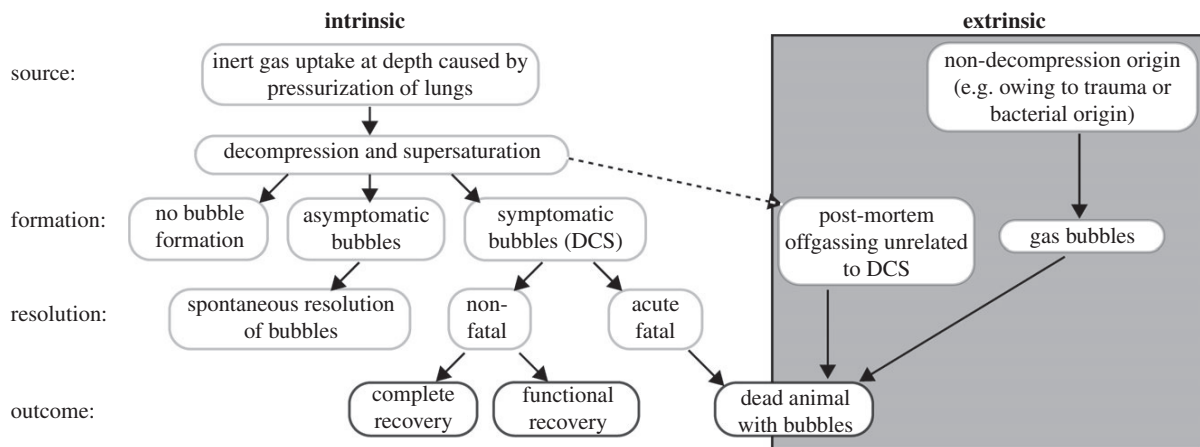 intrinsic
extrinsic
source:
inert gas uptake at depth caused by
pressurization of lungs
non-decompression origin
(e.g. owing to trauma or
bacterial origin)
decompression and supersaturation
formation:
no bubble
formation
asymptomatic
bubbles
symptomatic
bubbles (DCS)
post-mortem
offgassing unrelated
to DCS
gas bubbles
resolution:
spontaneous resolution
of bubbles
non-
fatal
acute
fatal
outcome:
complete
recovery
functional
recovery
dead animal
with bubbles